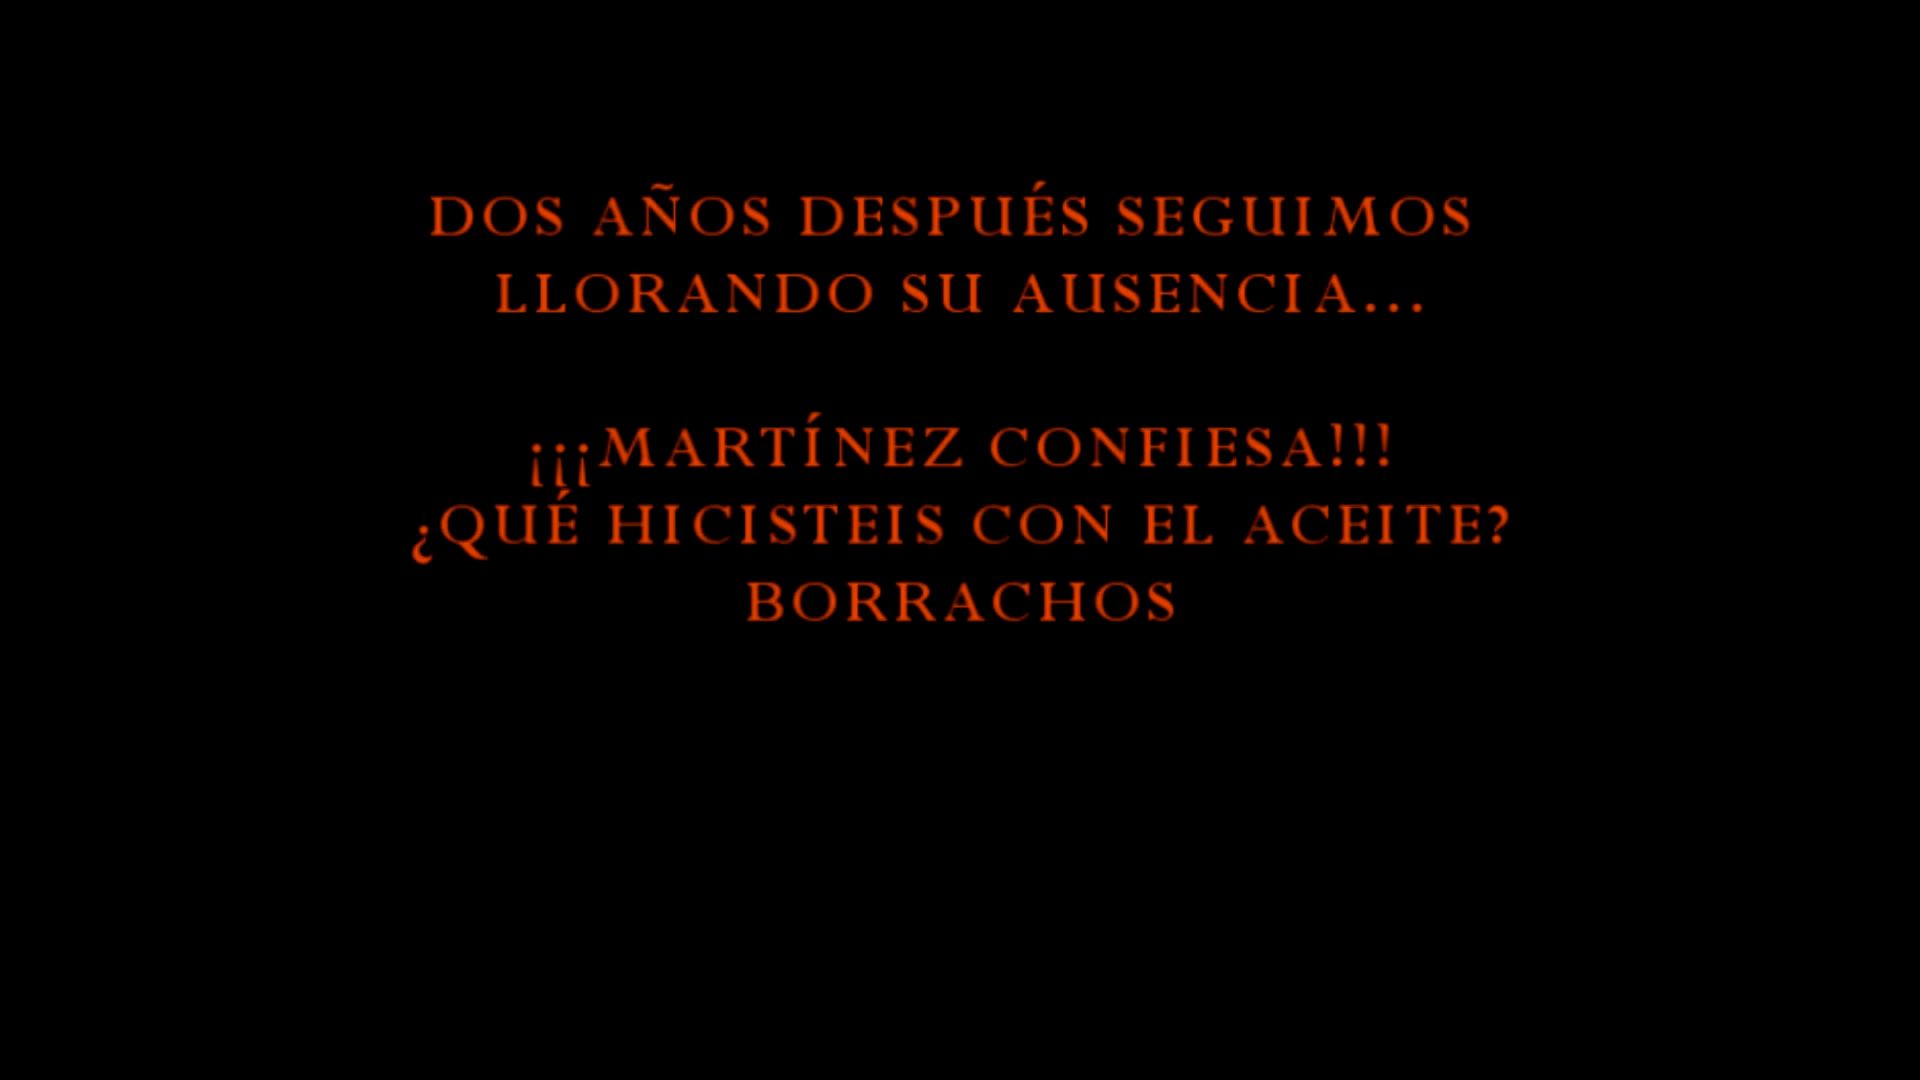 DOS AÑOS DESPUÉS SEGUIMOS
LLORANDO SU AUSENCIA...
¡¡¡MARTÍNEZ CONFIESA!!!
¿QUÉ HICISTEIS CON EL ACEITE?
BORRACHOS